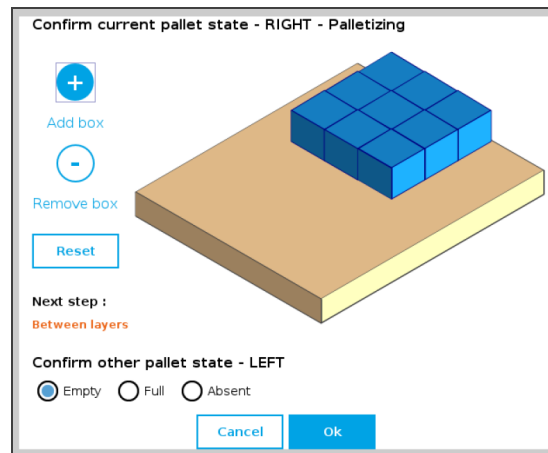 Confirm current pallet state - RIGHT - Palletizing
+
Add box
-
Remove box
Reset
Next step :
Between layers
Confirm other pallet state - LEFT
Empty Full Absent
Cancel Ok